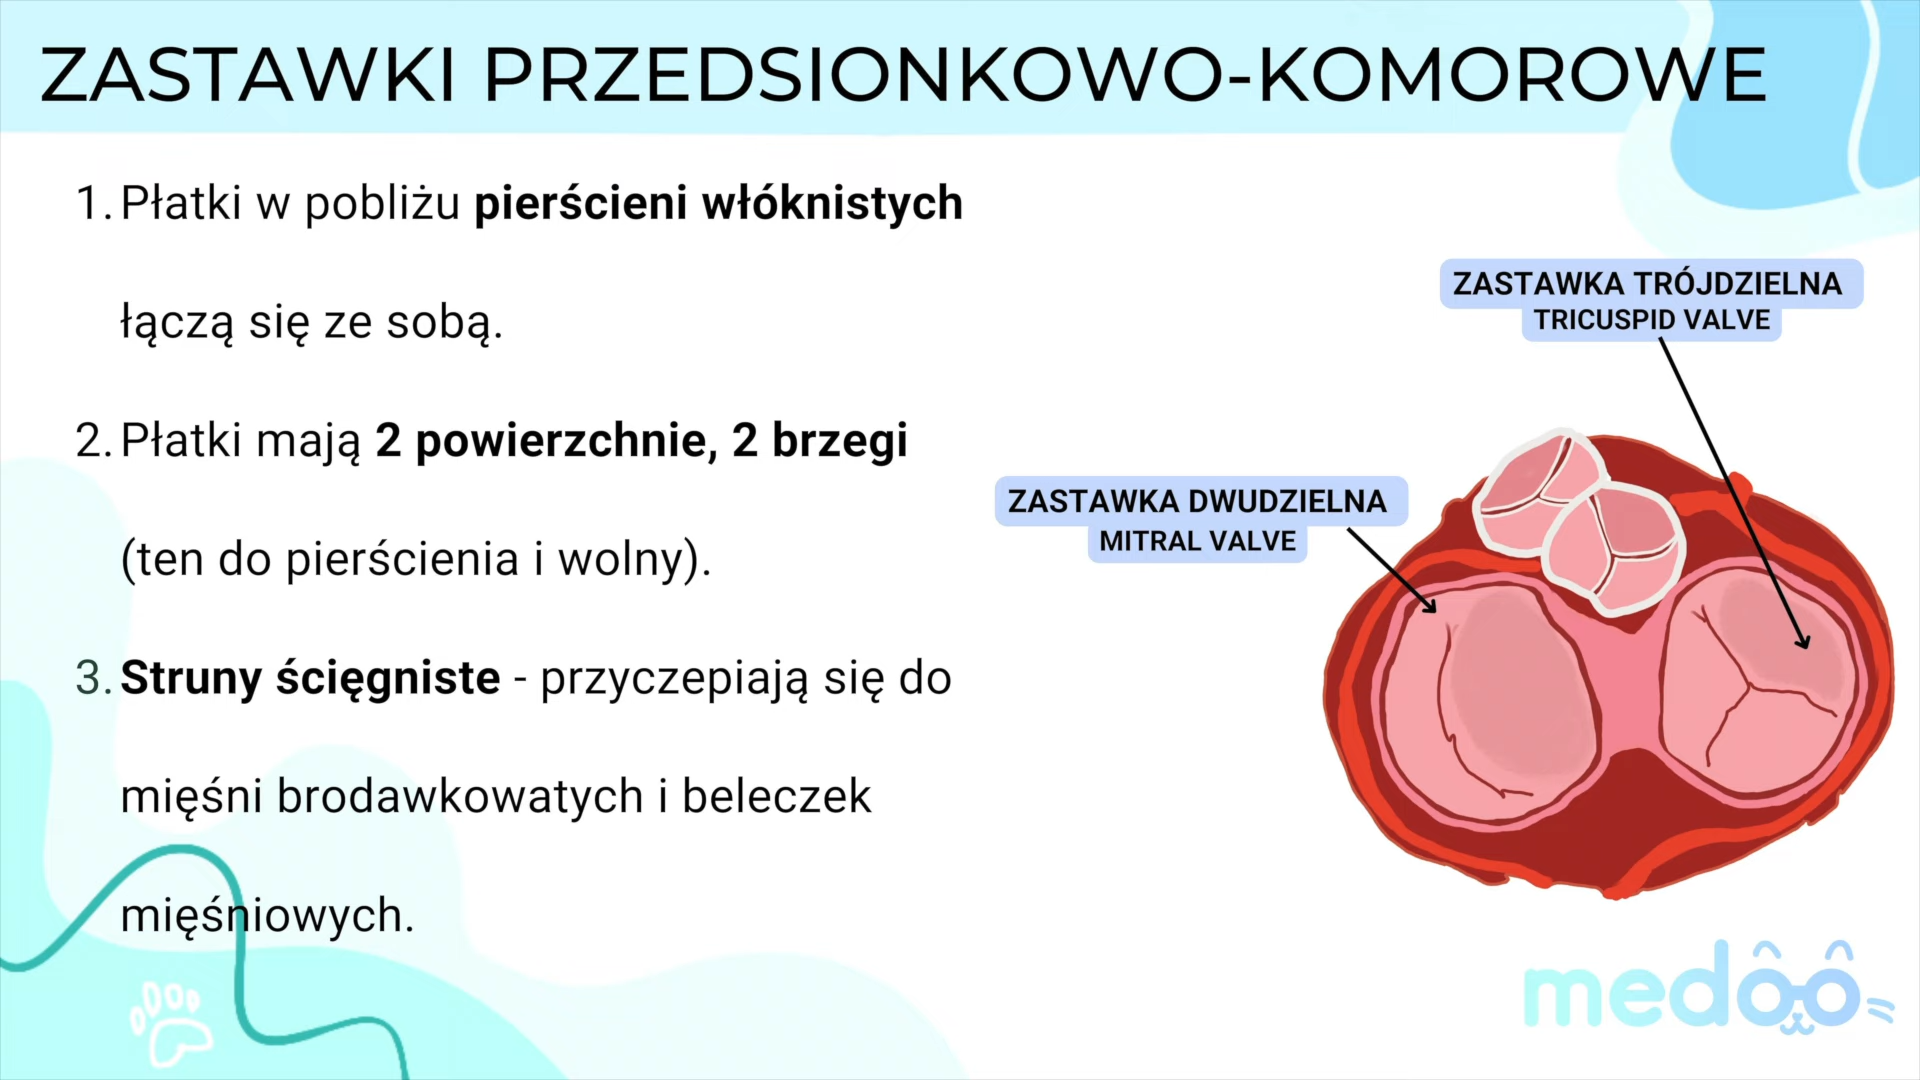 ZASTAWKI PRZEDSIONKOWO-KOMOROWE
1. Płatki w pobliżu pierścieni włóknistych
łączą się ze sobą.
2. Płatki mają 2 powierzchnie, 2 brzegi
(ten do pierścienia i wolny).
3. Struny ścięgniste - przyczepiają się do
mięśni brodawkowatych i beleczek
mięśniowych.
ZASTAWKA TRÓJDZIELNA
TRICUSPID VALVE
ZASTAWKA DWUDZIELNA
MITRAL VALVE
medoo